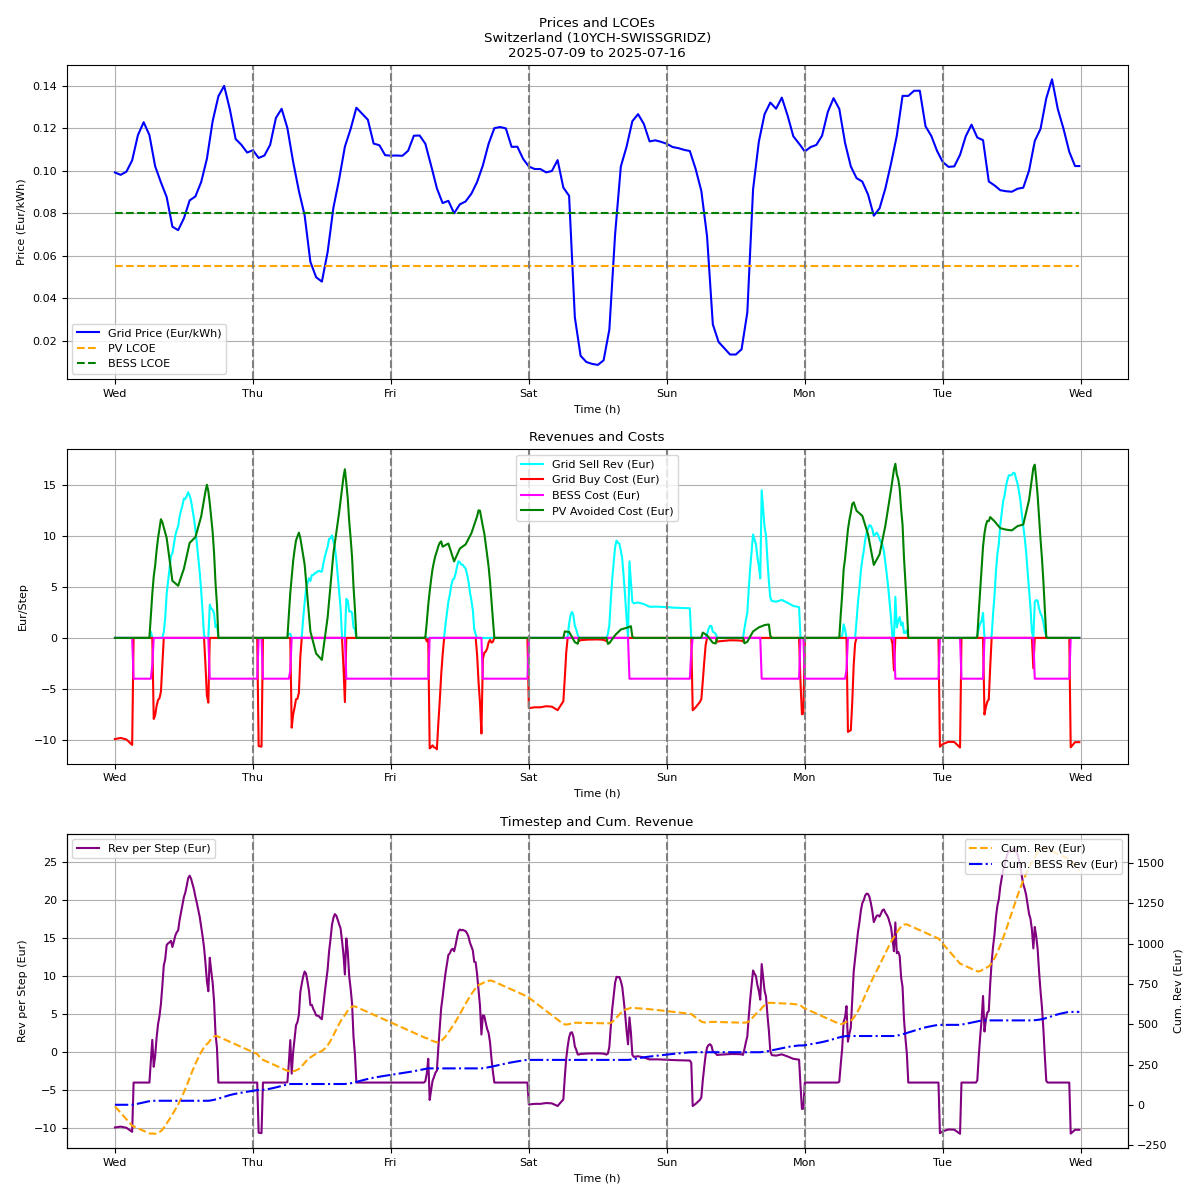 Prices and LCOEs
Switzerland (10YCH-SWISSGRIDZ)
2025-07-09 to 2025-07-16
Price (Eur/kWh)
0.14
0.12
0.10
0.08
0.06
0.04
0.02
Grid Price (Eur/kWh)
PV LCOE
BESS LCOE
Wed Thu Fri Sat Sun Mon Tue Wed
Time (h)
Revenues and Costs
Eur/Step
15
10
5
0
−5
−10
Grid Sell Rev (Eur)
Grid Buy Cost (Eur)
BESS Cost (Eur)
PV Avoided Cost (Eur)
Wed Thu Fri Sat Sun Mon Tue Wed
Time (h)
Timestep and Cum. Revenue
Rev per Step (Eur)
25
20
15
10
5
0
−5
−10
Rev per Step (Eur)
Cum. Rev (Eur)
Cum. BESS Rev (Eur)
1500
1250
1000
750
500
250
0
−250
Cum. Rev (Eur)
Wed Thu Fri Sat Sun Mon Tue Wed
Time (h)